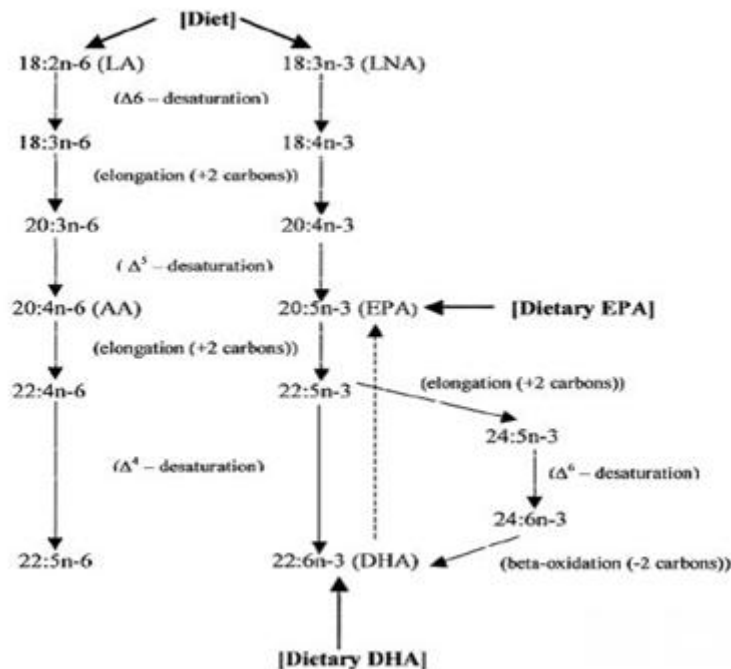 [Diet]
18:2n-6 (LA) 18:3n-3 (LNA)
(Δ6 – desaturation)
18:3n-6 18:4n-3
(elongation (+2 carbons))
20:3n-6 20:4n-3
(Δ⁵ – desaturation)
20:4n-6 (AA) 20:5n-3 (EPA) [Dietary EPA]
(elongation (+2 carbons))
22:4n-6 22:5n-3 (elongation (+2 carbons))
24:5n-3
(Δ⁴ – desaturation) (Δ⁶ – desaturation)
24:6n-3
22:5n-6 22:6n-3 (DHA) (beta-oxidation (-2 carbons))
[Dietary DHA]